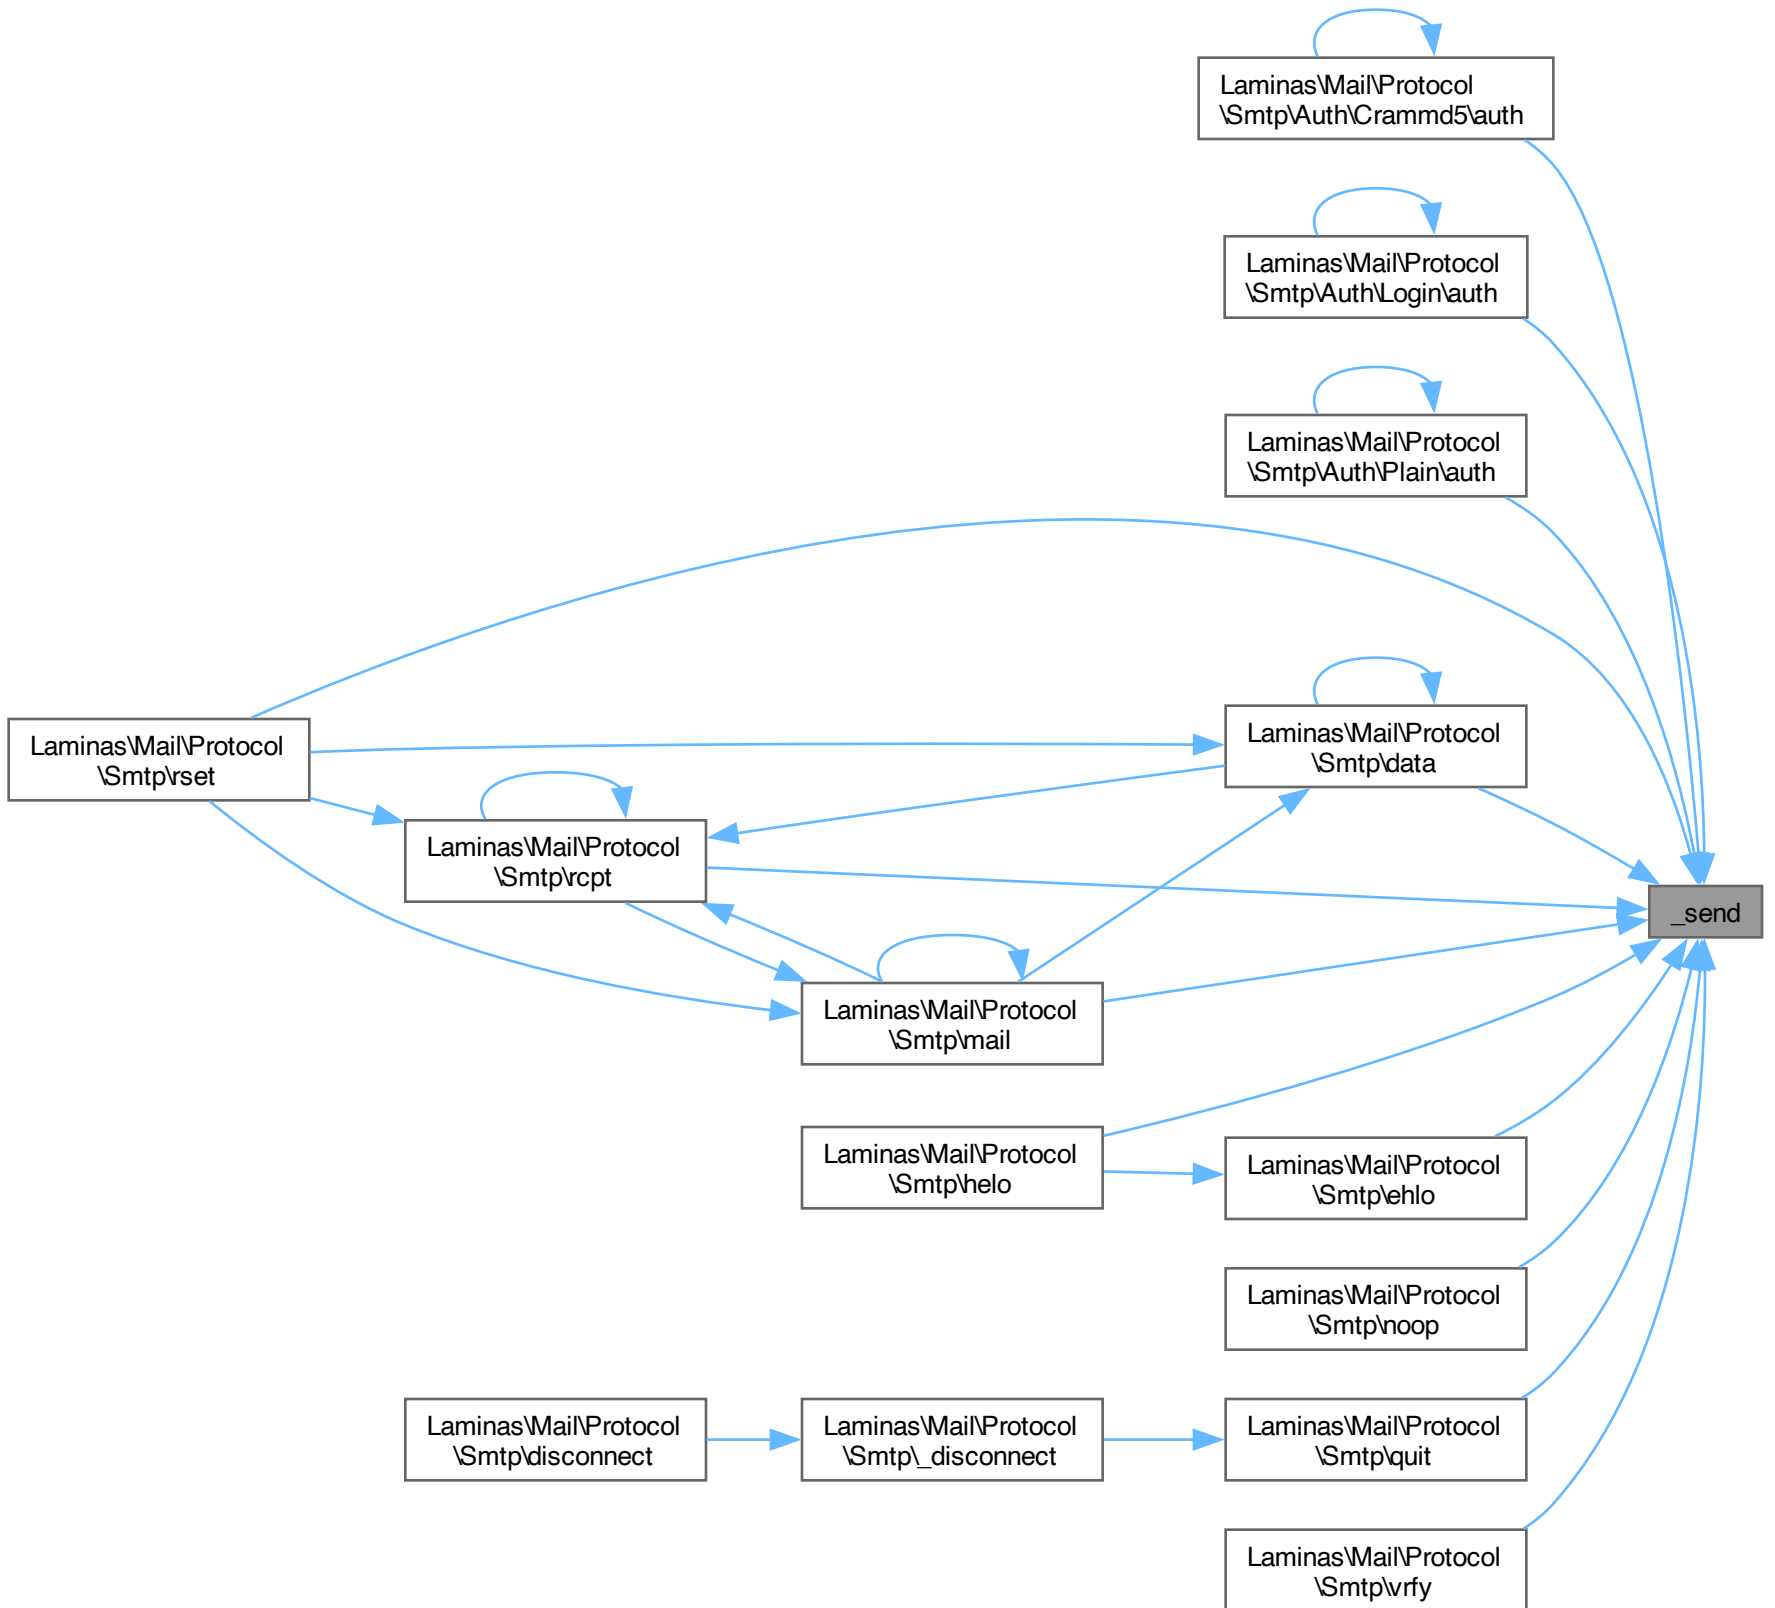 Laminas\Mail\Protocol
\Smtp\Auth\Crammd5\auth
Laminas\Mail\Protocol
\Smtp\Auth\Login\auth
Laminas\Mail\Protocol
\Smtp\Auth\Plain\auth
Laminas\Mail\Protocol
\Smtp\rset
Laminas\Mail\Protocol
\Smtp\data
Laminas\Mail\Protocol
\Smtp\rcpt
_send
Laminas\Mail\Protocol
\Smtp\mail
Laminas\Mail\Protocol
\Smtp\helo
Laminas\Mail\Protocol
\Smtp\ehlo
Laminas\Mail\Protocol
\Smtp\noop
Laminas\Mail\Protocol
\Smtp\disconnect
Laminas\Mail\Protocol
\Smtp\_disconnect
Laminas\Mail\Protocol
\Smtp\quit
Laminas\Mail\Protocol
\Smtp\vrfy